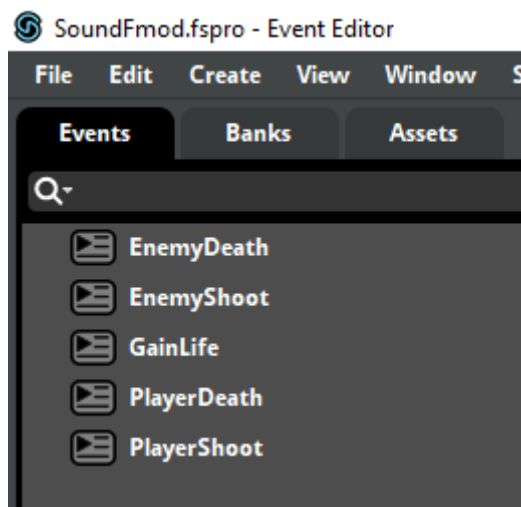 SoundFmod.fspro - Event Editor
File Edit Create View Window S
Events Banks Assets
EnemyDeath
EnemyShoot
GainLife
PlayerDeath
PlayerShoot